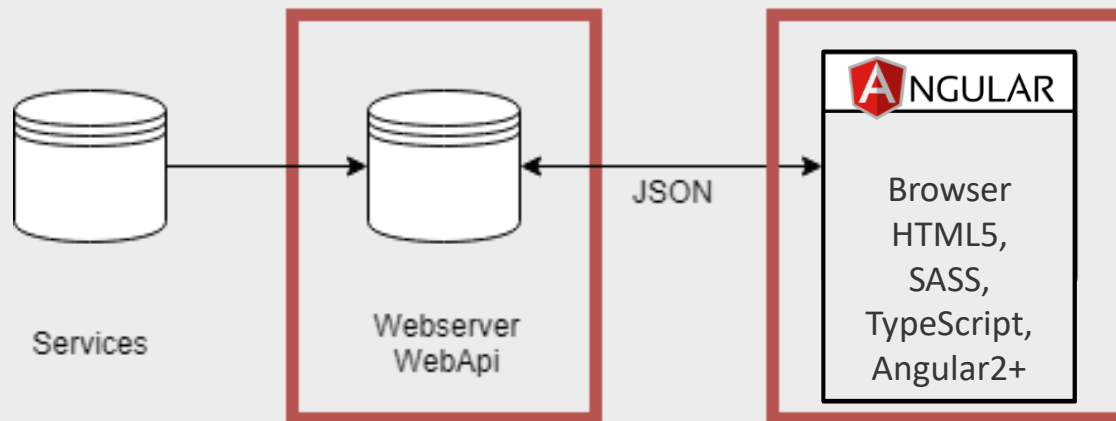 Services
Webserver
WebApi
JSON
ANGULAR
Browser
HTML5,
SASS,
TypeScript,
Angular2+